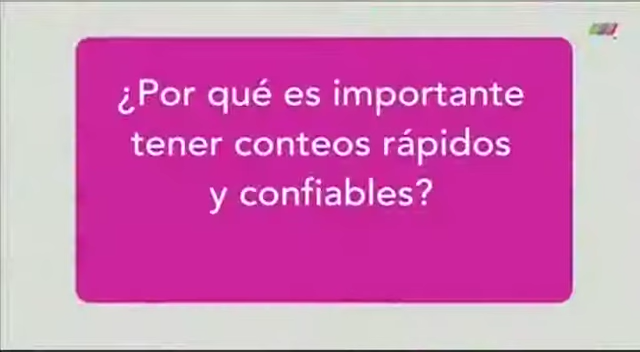 ¿Por qué es importante
tener conteos rápidos
y confiables?